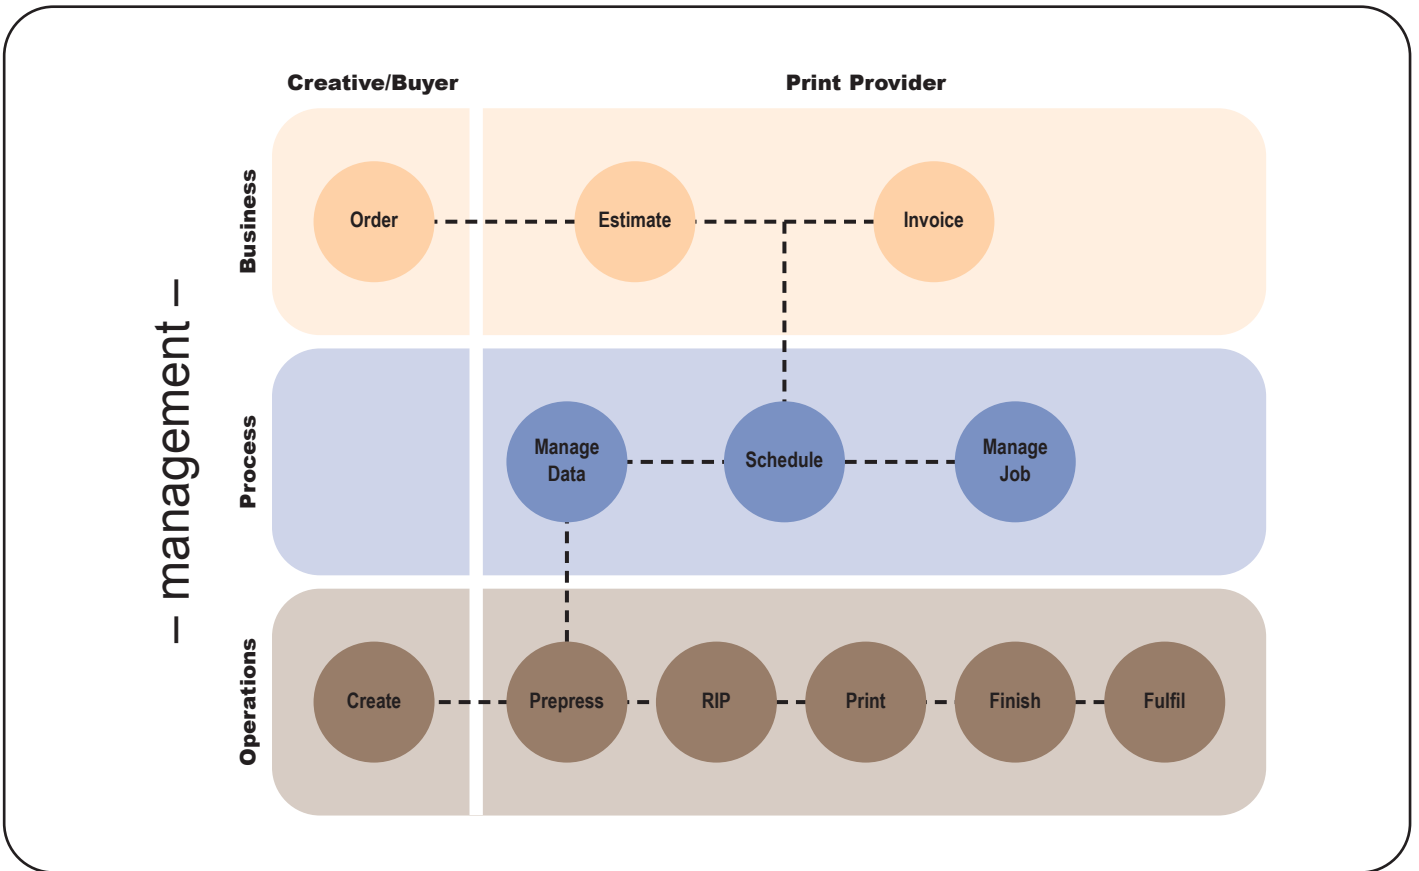 Creative/Buyer
Print Provider
– management –
Business
Order
Estimate
Invoice
Process
Manage
Data
Schedule
Manage
Job
Operations
Create
Prepress
RIP
Print
Finish
Fulfil